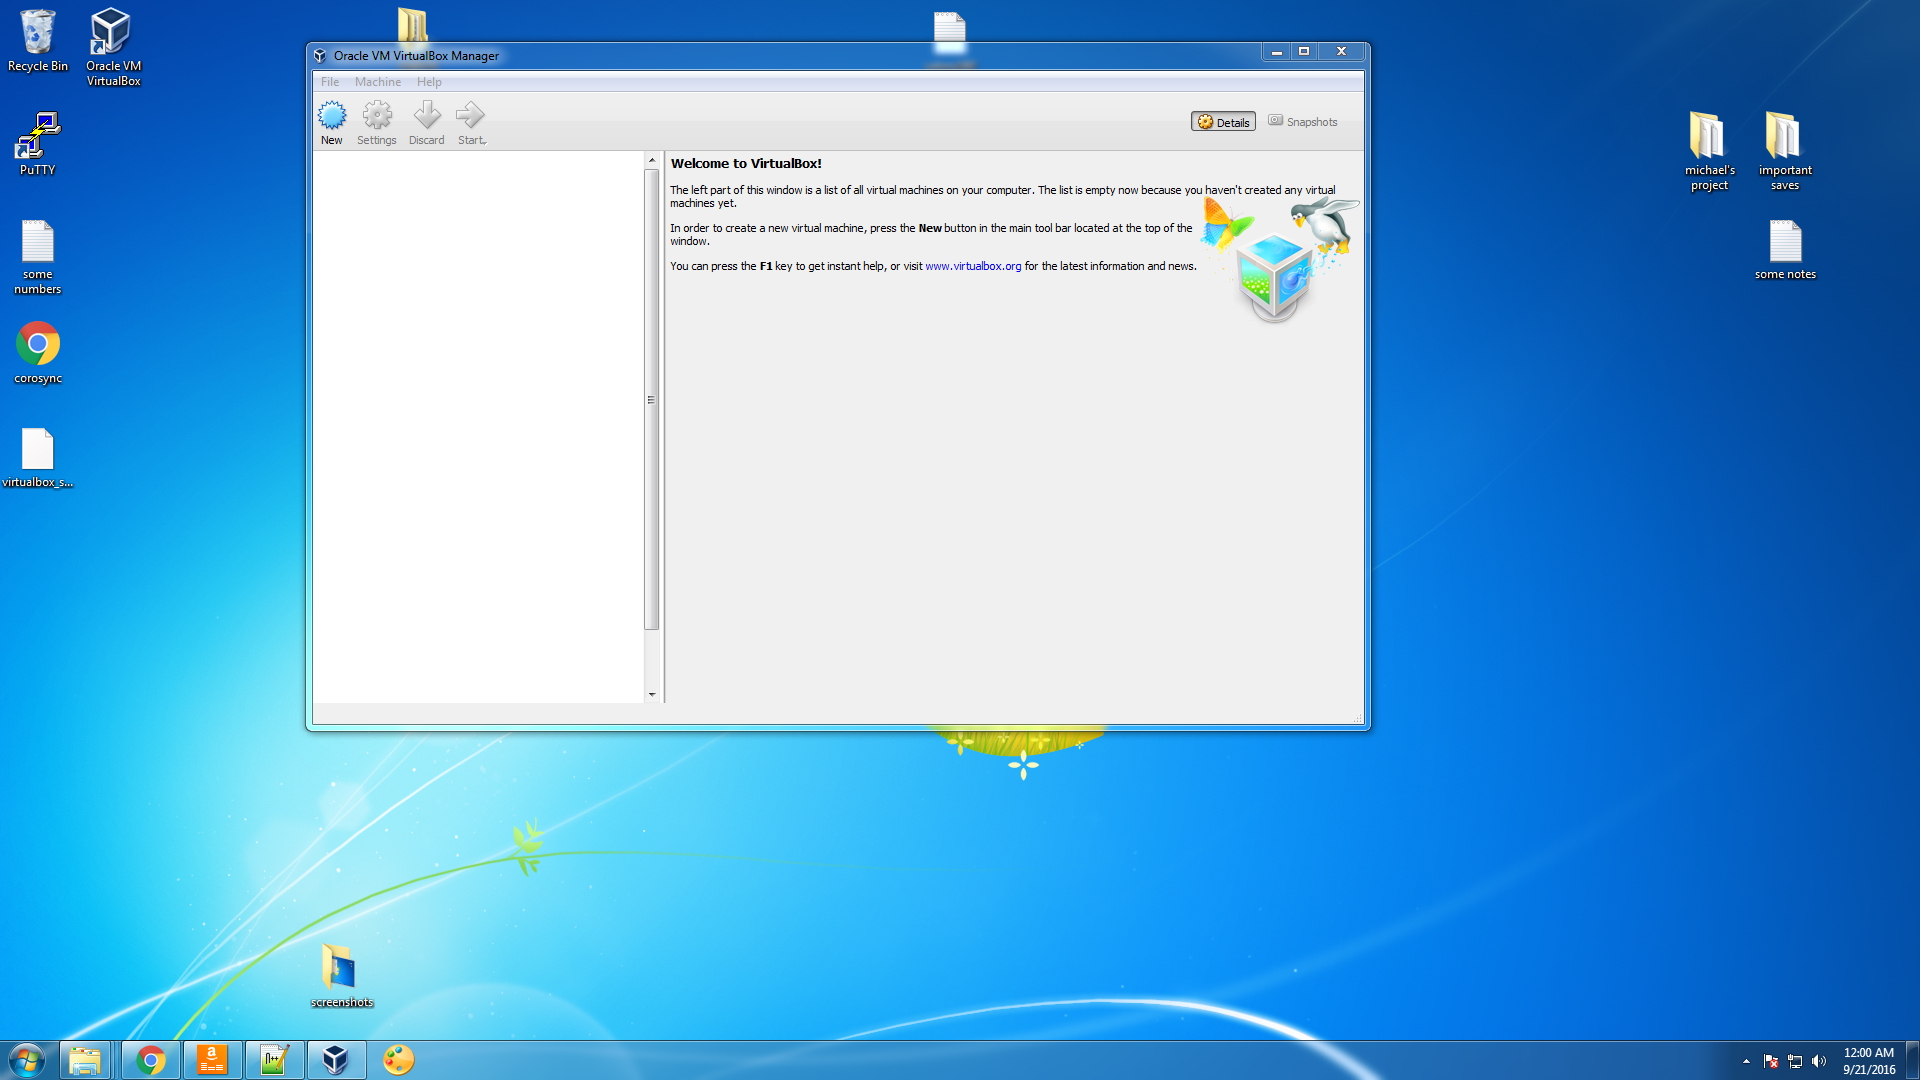 Recycle Bin
Oracle VM
VirtualBox
PuTTY
some
numbers
corosync
virtualbox_s...
Oracle VM VirtualBox Manager
File Machine Help
New Settings Discard Start
Details Snapshots
Welcome to VirtualBox!
The left part of this window is a list of all virtual machines on your computer. The list is empty now because you haven't created any virtual
machines yet.
In order to create a new virtual machine, press the New button in the main tool bar located at the top of the
window.
You can press the F1 key to get instant help, or visit www.virtualbox.org for the latest information and news.
michael's
project
important
saves
some notes
screenshots
12:00 AM
9/21/2016